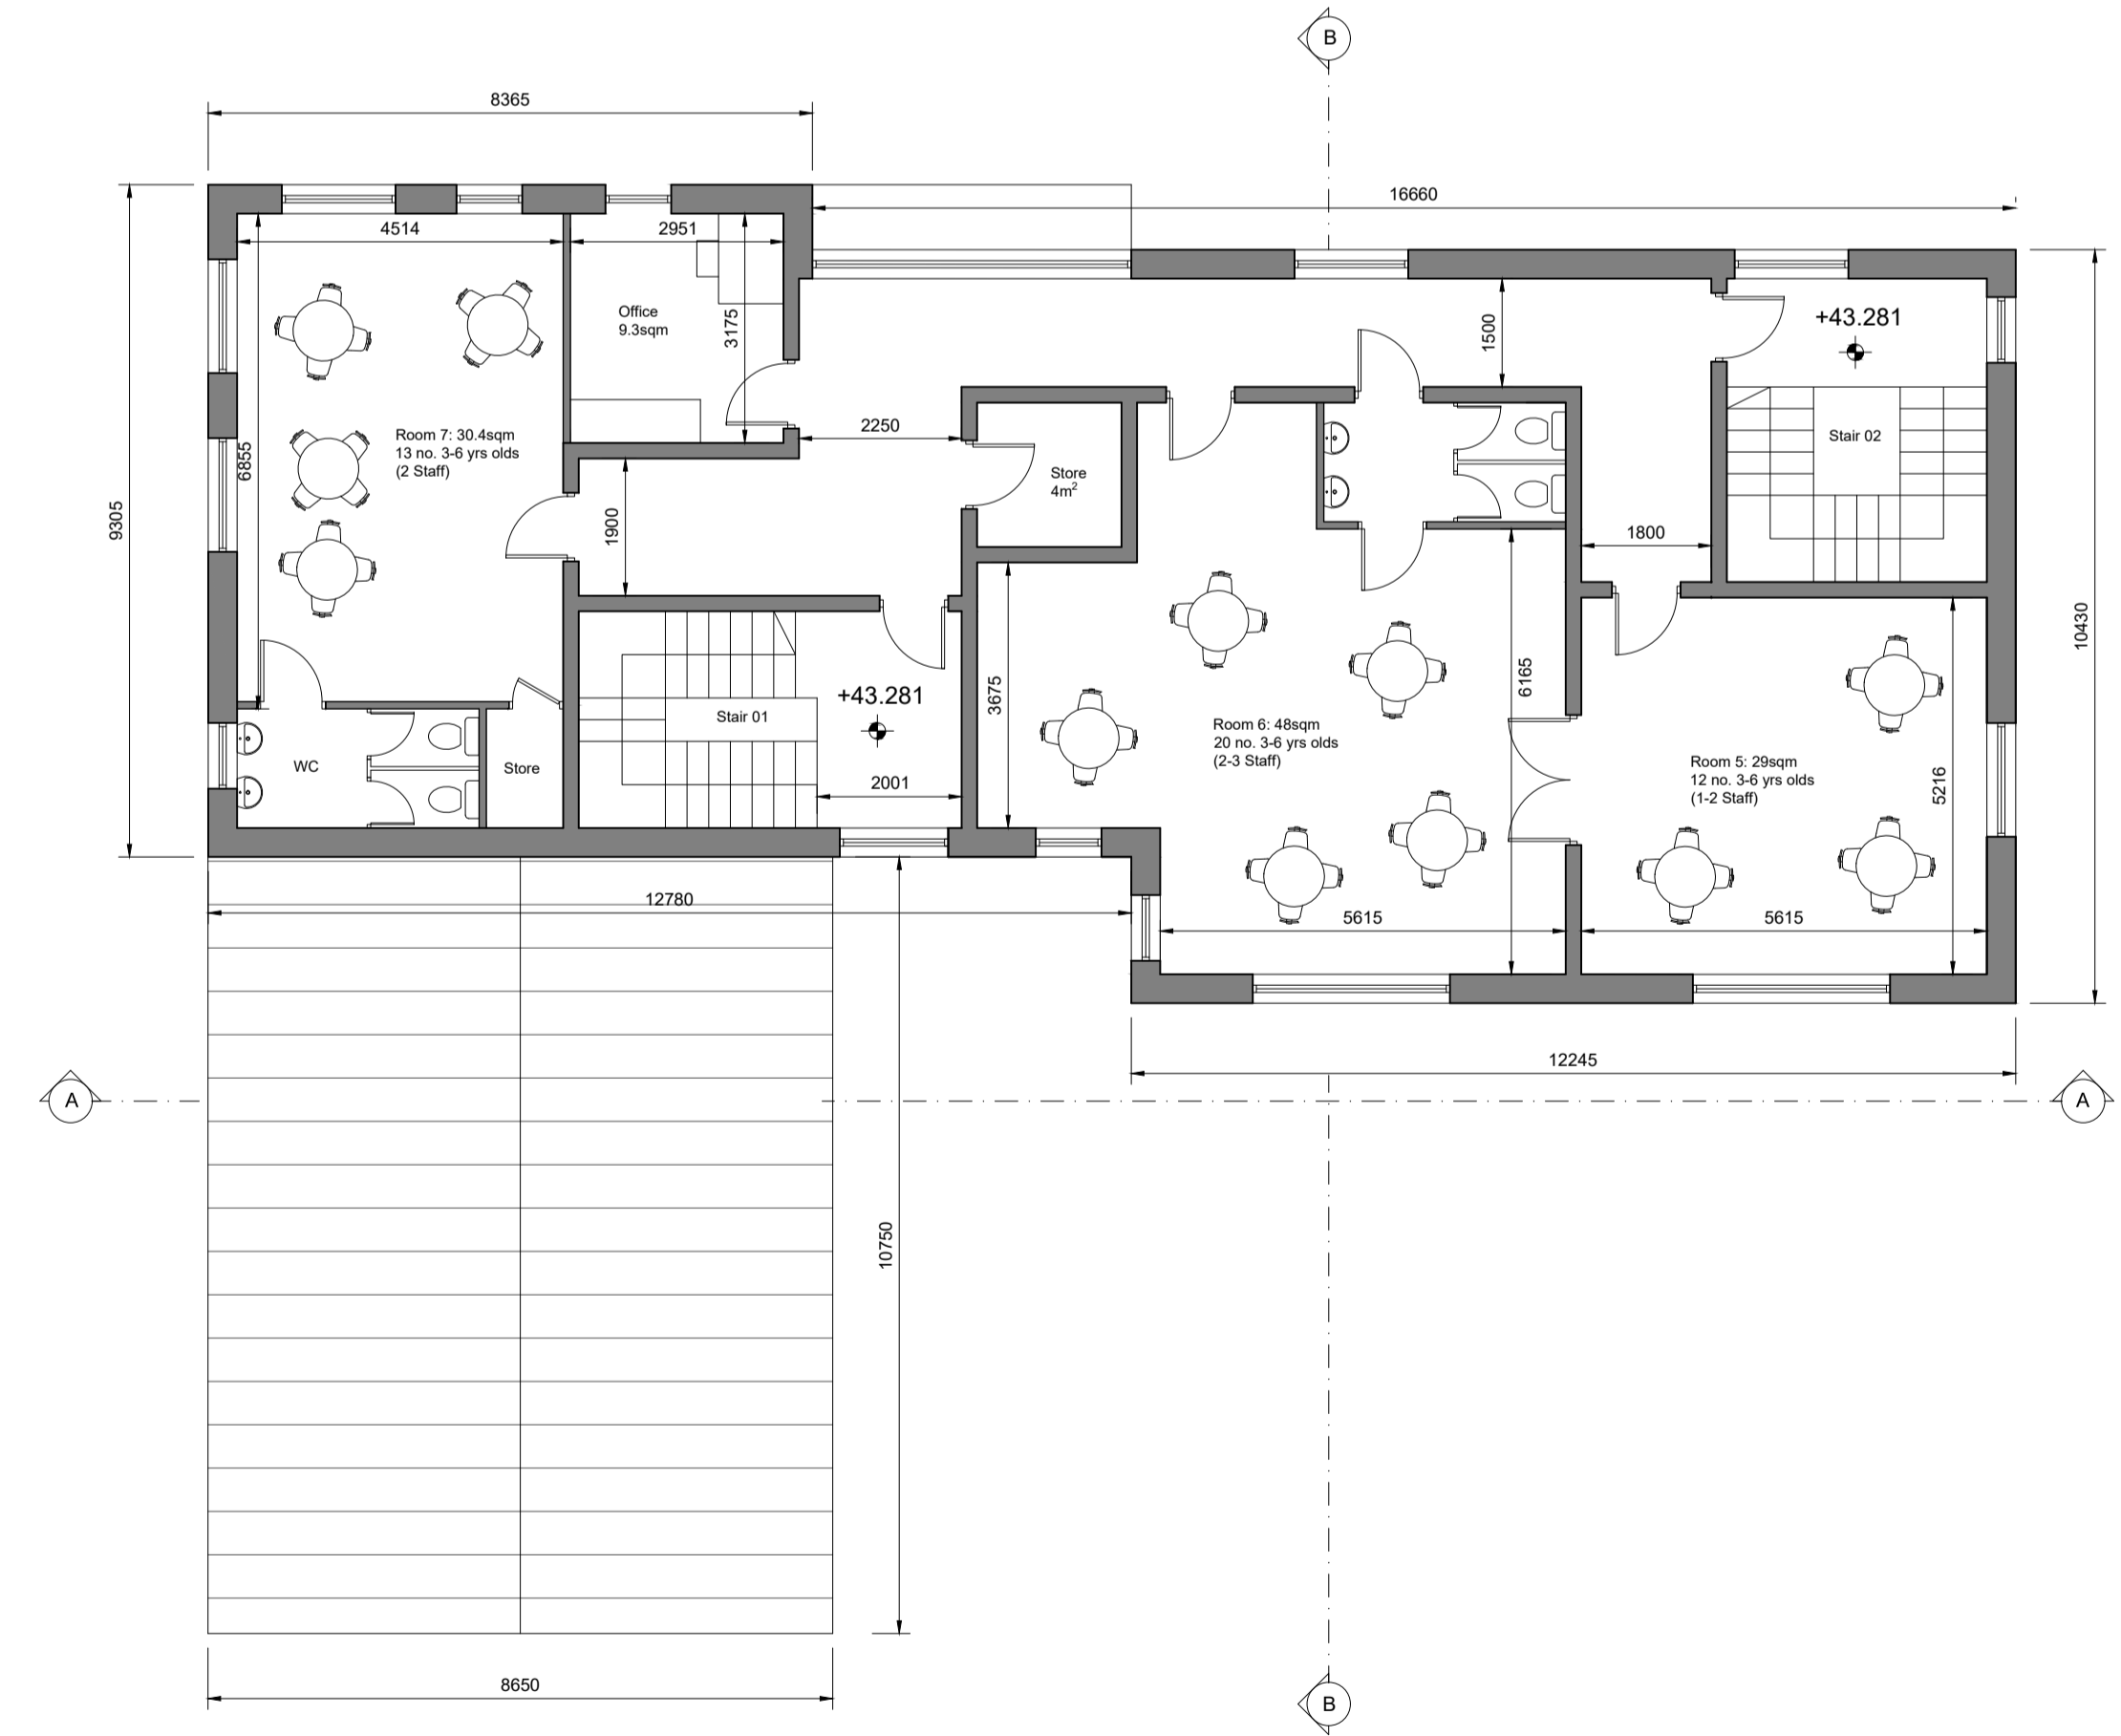 B
8365
16660
4514
2951
Office
9.3sqm
3175
1500
+43.281
9305
6855
Room 7: 30.4sqm
13 no. 3-6 yrs olds
(2 Staff)
2250
Store
4m²
Stair 02
1900
1800
10430
3675
6165
5216
+43.281
Stair 01
Room 6: 48sqm
20 no. 3-6 yrs olds
(2-3 Staff)
Room 5: 29sqm
12 no. 3-6 yrs olds
(1-2 Staff)
WC
Store
2001
12780
5615
5615
12245
A
A
10750
8650
B